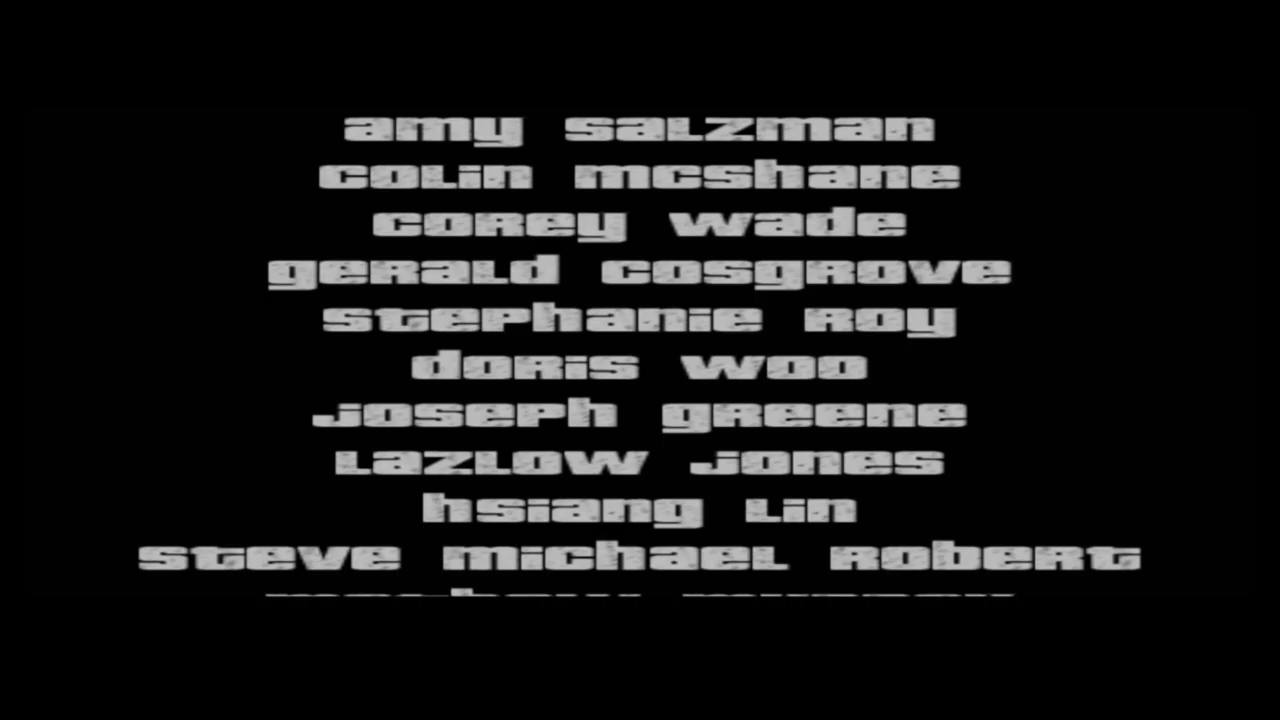 amy salzman
colin mcshane
corey wade
gerald cosgrove
stephanie roy
doris woo
joseph greene
lazlow jones
hsiang lin
steve michael robert